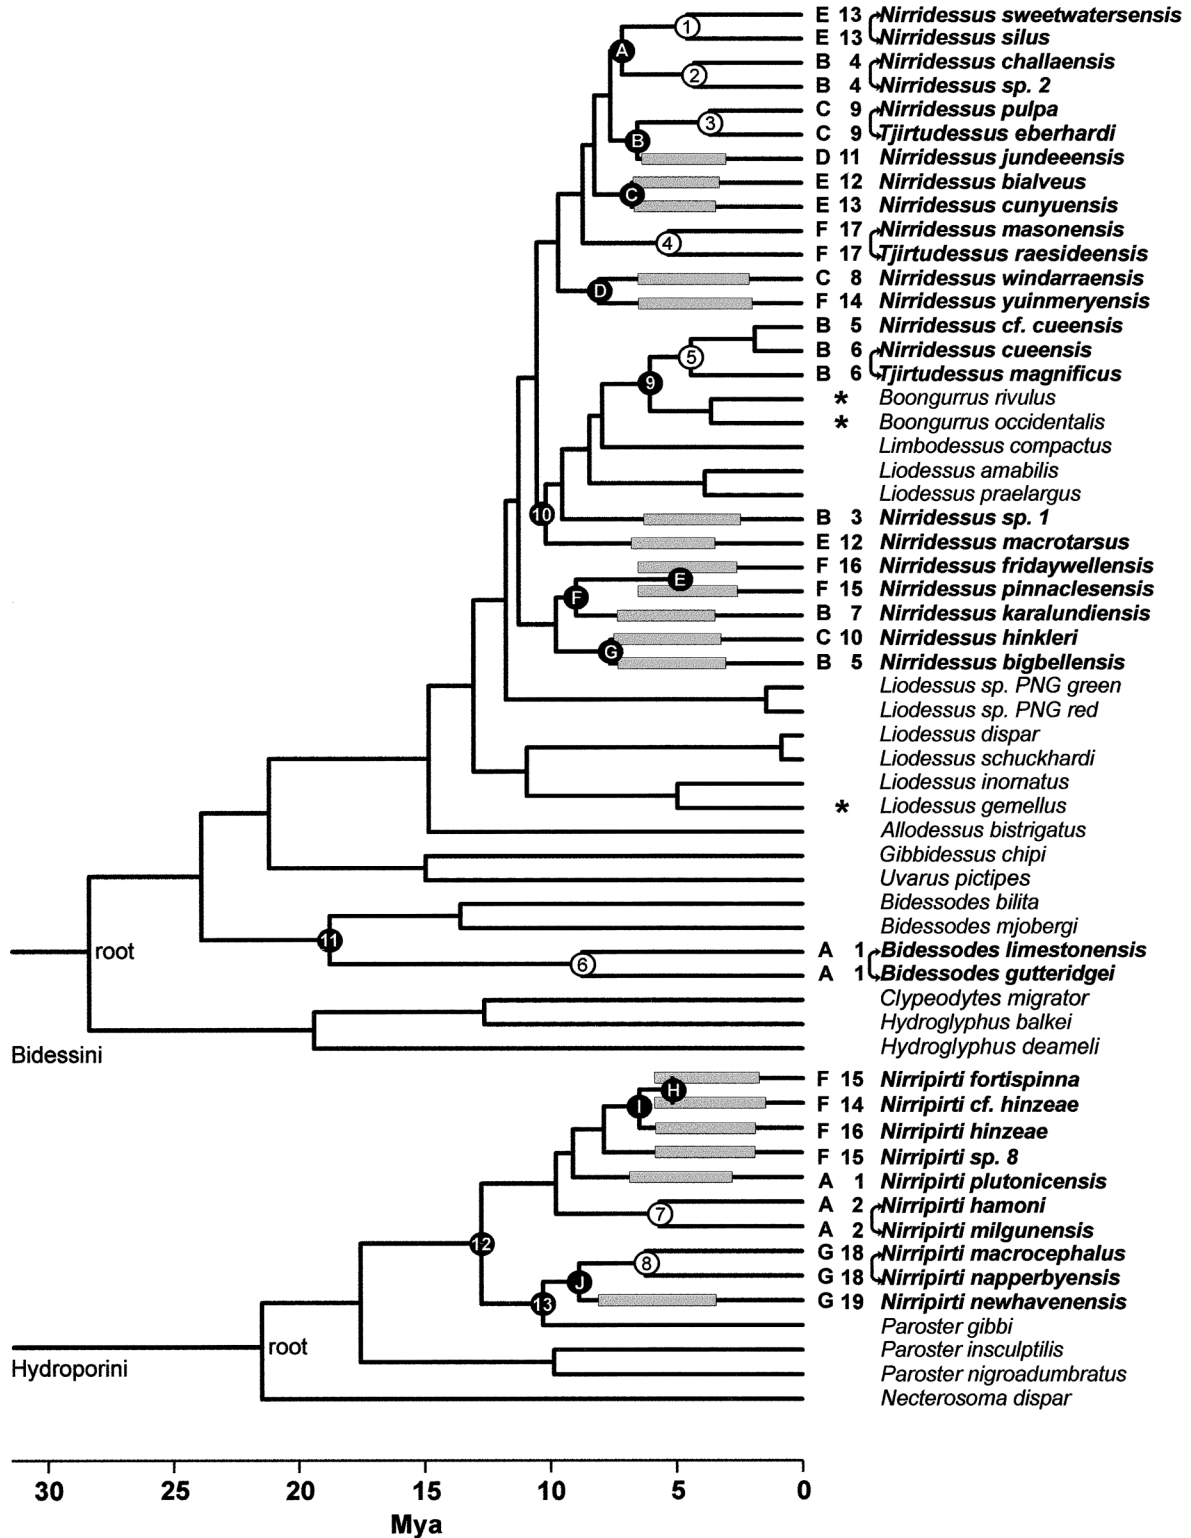 E 13 Nirridessus sweetwatersensis
1
E 13 Nirridessus silus
A
B 4 Nirridessus challaensis
2
B 4 Nirridessus sp. 2
C 9 Nirridessus pulpa
3
C 9 Tjirtudessus eberhardi
B
D 11 Nirridessus jundeeensis
E 12 Nirridessus bialveus
C
E 13 Nirridessus cunyuensis
F 17 Nirridessus masonensis
4
F 17 Tjirtudessus raesideensis
C 8 Nirridessus windarraensis
D
F 14 Nirridessus yuinmeryensis
B 5 Nirridessus cf. cueensis
B 6 Nirridessus cueensis
5
B 6 Tjirtudessus magnificus
9
* Boongurrus rivulus
* Boongurrus occidentalis
Limbodessus compactus
Liodessus amabilis
Liodessus praelargus
10
B 3 Nirridessus sp. 1
E 12 Nirridessus macrotarsus
F 16 Nirridessus fridaywellensis
E
F 15 Nirridessus pinnaclesensis
F
B 7 Nirridessus karalundiensis
C 10 Nirridessus hinkleri
G
B 5 Nirridessus bigbellensis
Liodessus sp. PNG green
Liodessus sp. PNG red
Liodessus dispar
Liodessus schuckhardi
Liodessus inornatus
* Liodessus gemellus
Allodessus bistrigatus
Gibbidessus chipi
Uvarus pictipes
Bidessodes bilita
Bidessodes mjobergi
11
root
A 1 Bidessodes limestonensis
6
A 1 Bidessodes gutteridgei
Clypeodytes migrator
Hydroglyphus balkei
Hydroglyphus deameli
Bidessini
F 15 Nirripirti fortispinna
H
F 14 Nirripirti cf. hinzeae
I
F 16 Nirripirti hinzeae
F 15 Nirripirti sp. 8
A 1 Nirripirti plutonicensis
A 2 Nirripirti hamoni
7
A 2 Nirripirti milgunensis
12
G 18 Nirripirti macrocephalus
8
G 18 Nirripirti napperbyensis
J
G 19 Nirripirti newhavenensis
13
Paroster gibbi
root
Paroster insculptilis
Hydroporini
Paroster nigroadumbratus
Necterosoma dispar
30 25 20 15 10 5 0
Mya